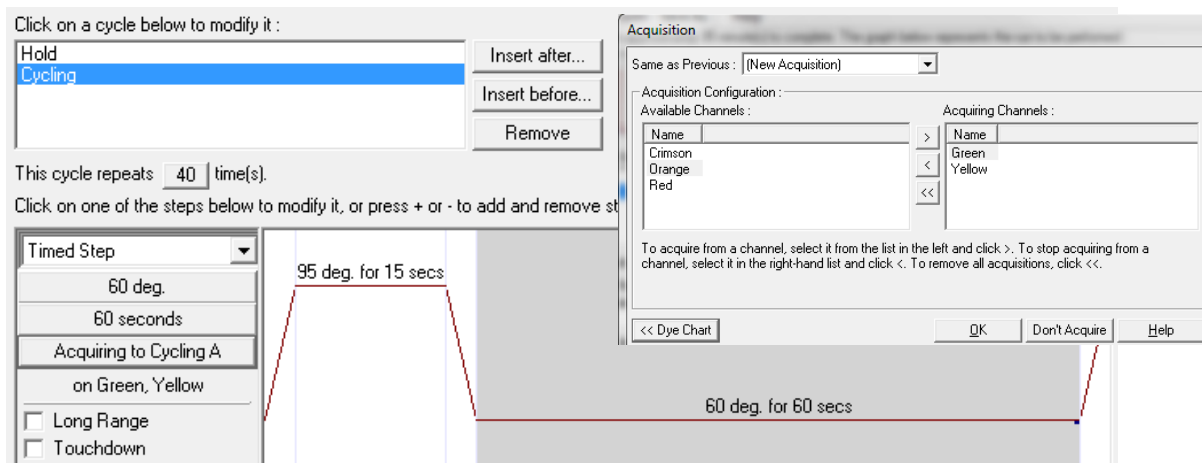 Click on a cycle below to modify it :
Hold
Cycling
Insert after...
Insert before...
Remove
This cycle repeats 40 time(s).
Click on one of the steps below to modify it, or press + or - to add and remove st
Timed Step
60 deg.
60 seconds
Acquiring to Cycling A
on Green, Yellow
Long Range
Touchdown
95 deg. for 15 secs
60 deg. for 60 secs
Acquisition
Same as Previous : (New Acquisition)
Acquisition Configuration :
Available Channels :
Name
Crimson
Orange
Red
>
<
<<
Acquiring Channels :
Name
Green
Yellow
To acquire from a channel, select it from the list in the left and click >. To stop acquiring from a
channel, select it in the right-hand list and click <. To remove all acquisitions, click <<.
<< Dye Chart
OK
Don't Acquire
Help